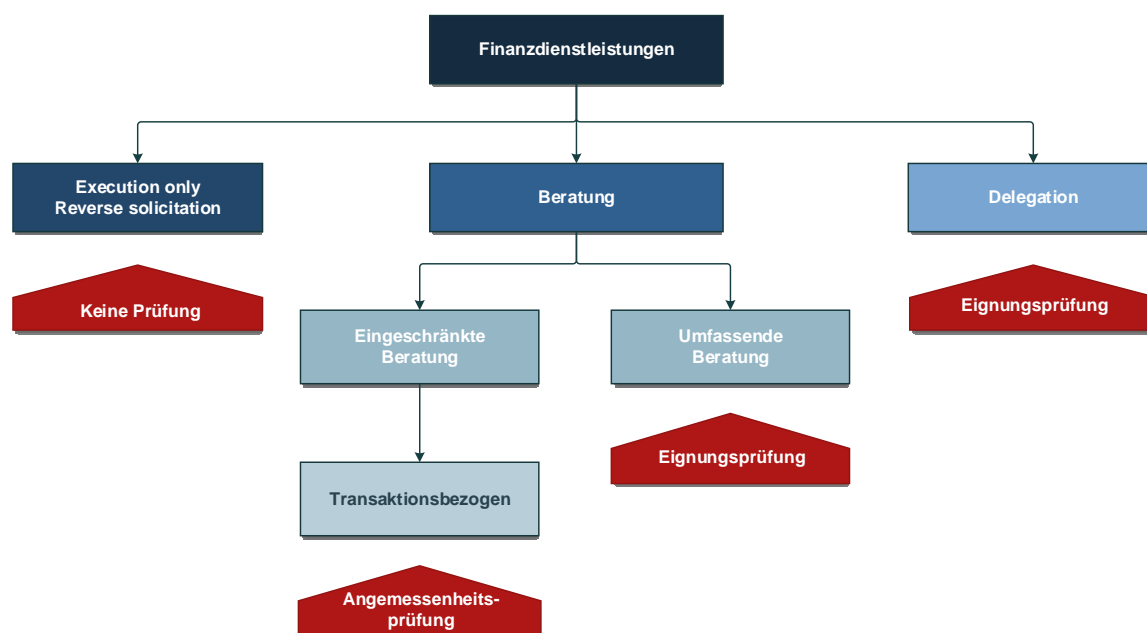 Finanzdienstleistungen
Execution only
Reverse solicitation
Beratung
Delegation
Keine Prüfung
Eignungsprüfung
Eingeschränkte
Beratung
Umfassende
Beratung
Eignungsprüfung
Transaktionsbezogen
Angemessenheits-
prüfung